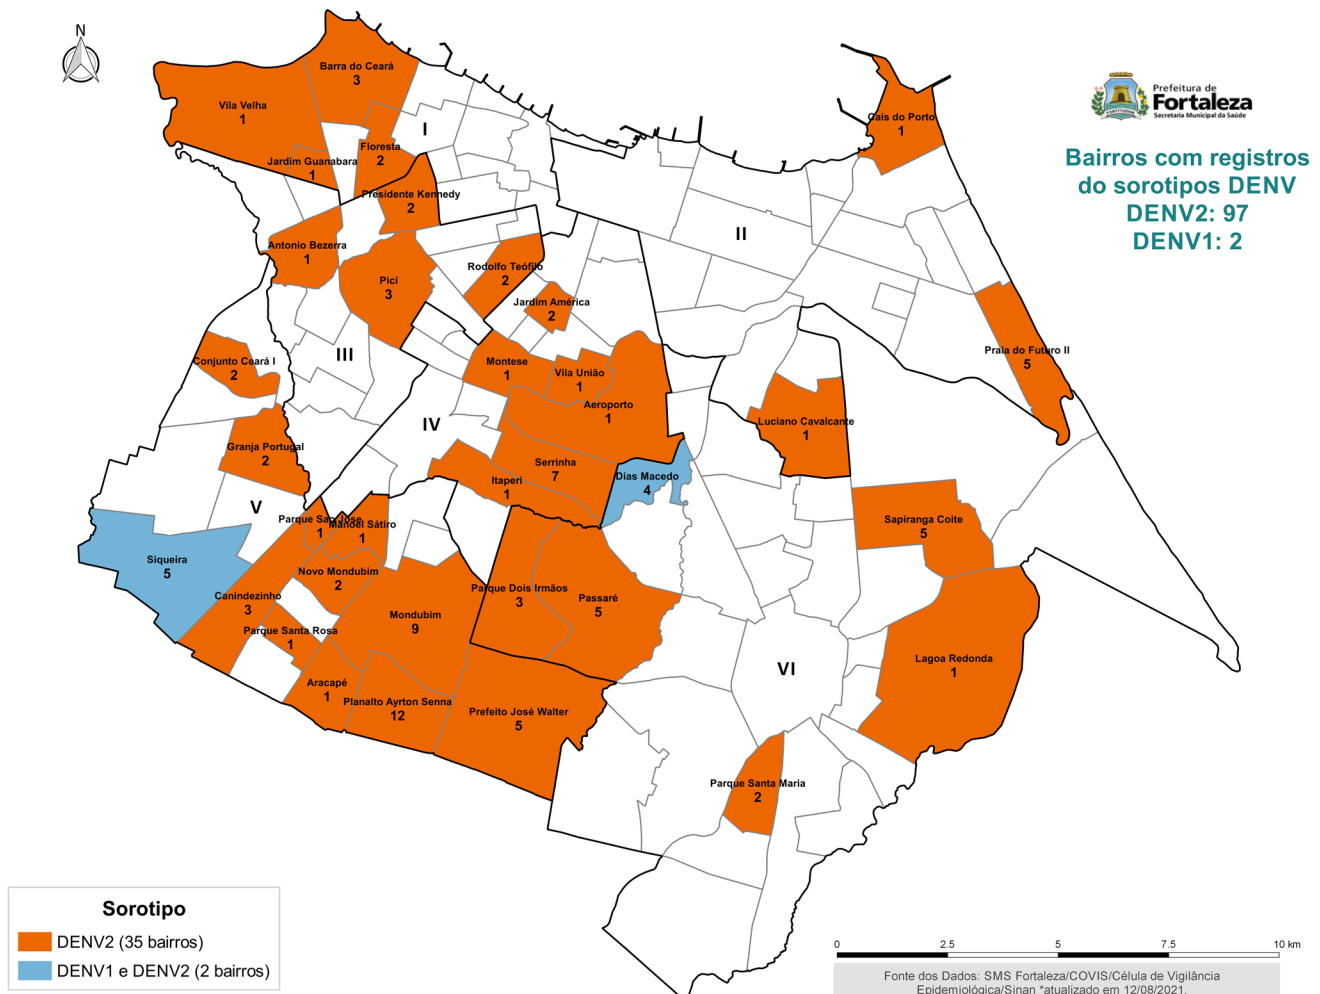 N
Prefeitura de
Fortaleza
Secretaria Municipal da Saúde
FORTITUDINE
Bairros com registros
do sorotipos DENV
DENV2: 97
DENV1: 2
Barra do Ceará
3
Vila Velha
1
I
Cais do Porto
1
Floresta
2
Jardim Guanabara
1
Presidente Kennedy
2
II
Antonio Bezerra
1
Pici
3
Rodolfo Teófilo
2
Jardim América
2
III
Praia do Futuro II
5
Conjunto Ceará I
2
Montese
1
Vila União
1
Aeroporto
1
IV
Luciano Cavalcante
1
Granja Portugal
2
Serrinha
7
Itaperi
1
Dias Macedo
4
V
Parque Sao Jose
1
Manoel Sátiro
1
Sapiranga Coite
5
Siqueira
5
Novo Mondubim
2
Canindezinho
3
Parque Dois Irmãos
3
Passaré
5
Mondubim
9
Parque Santa Rosa
1
VI
Lagoa Redonda
1
Aracapé
1
Planalto Ayrton Senna
12
Prefeito José Walter
5
Parque Santa Maria
2
Sorotipo
DENV2 (35 bairros)
DENV1 e DENV2 (2 bairros)
0 2.5 5 7.5 10 km
Fonte dos Dados: SMS Fortaleza/COVIS/Célula de Vigilância
Epidemiológica/Sinan *atualizado em 12/08/2021.